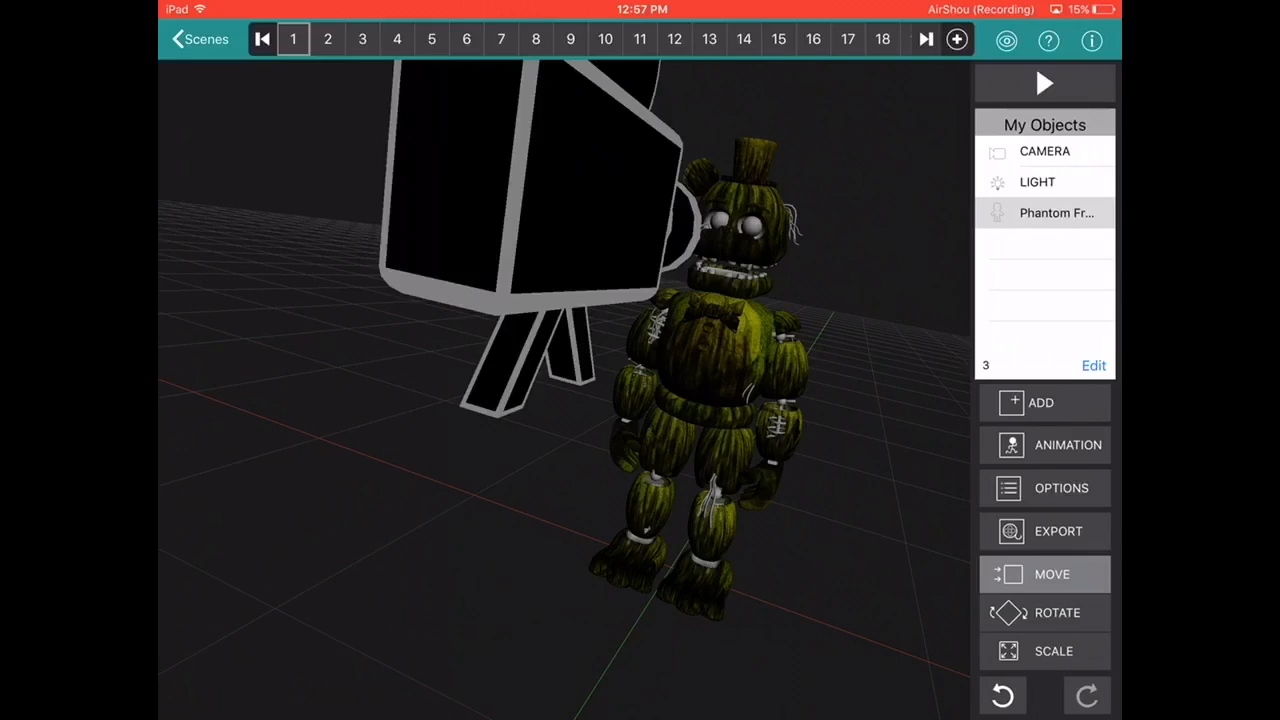 iPad 12:57 PM AirShou (Recording) 15%
Scenes 1 2 3 4 5 6 7 8 9 10 11 12 13 14 15 16 17 18
My Objects
CAMERA
LIGHT
Phantom Fr...
3 Edit
ADD
ANIMATION
OPTIONS
EXPORT
MOVE
ROTATE
SCALE